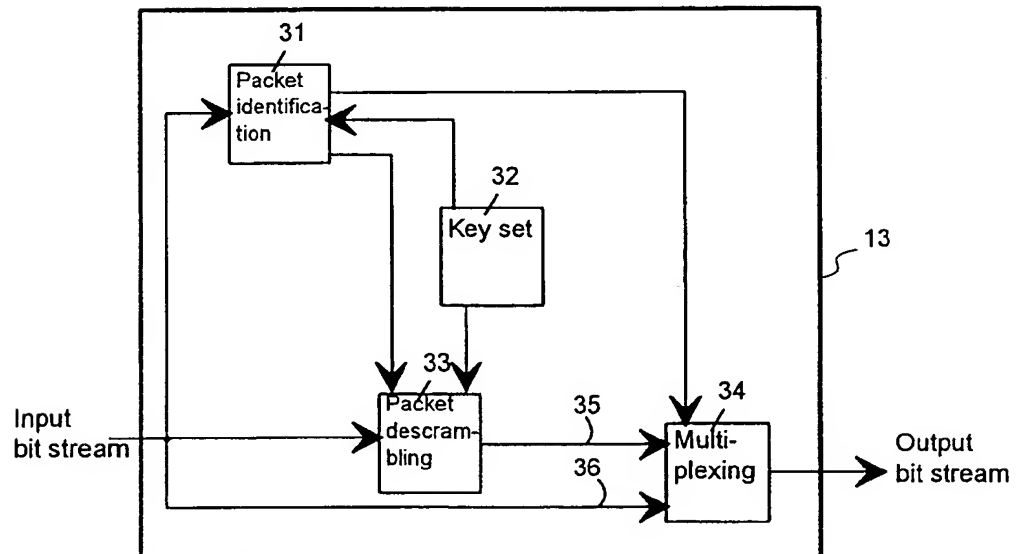 31
Packet
identifica-
tion
32
Key set
13
33
Packet
descram-
bling
35
36
34
Multi-
plexing
Input
bit stream
Output
bit stream